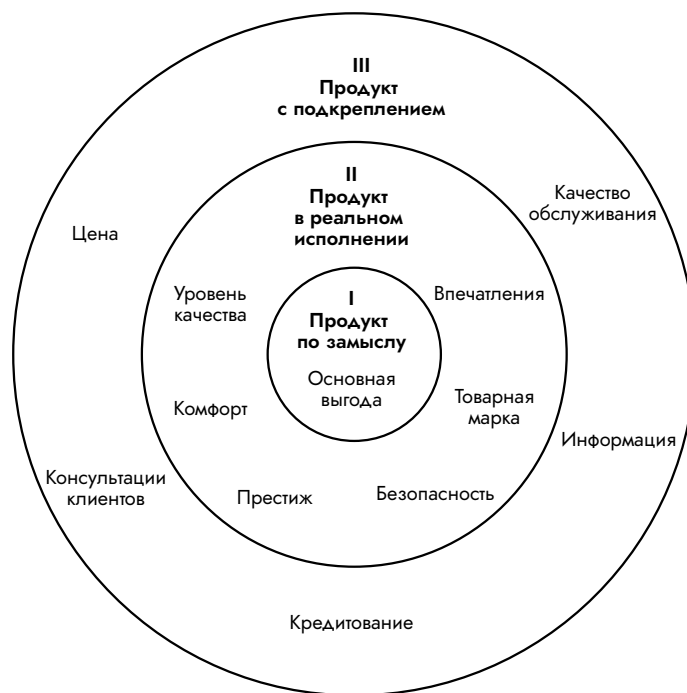 III
Продукт
с подкреплением
II
Продукт
в реальном
исполнении
Качество
обслуживания
Цена
Уровень
качества
I
Продукт
по замыслу
Основная
выгода
Впечатления
Комфорт
Товарная
марка
Информация
Консультации
клиентов
Престиж
Безопасность
Кредитование